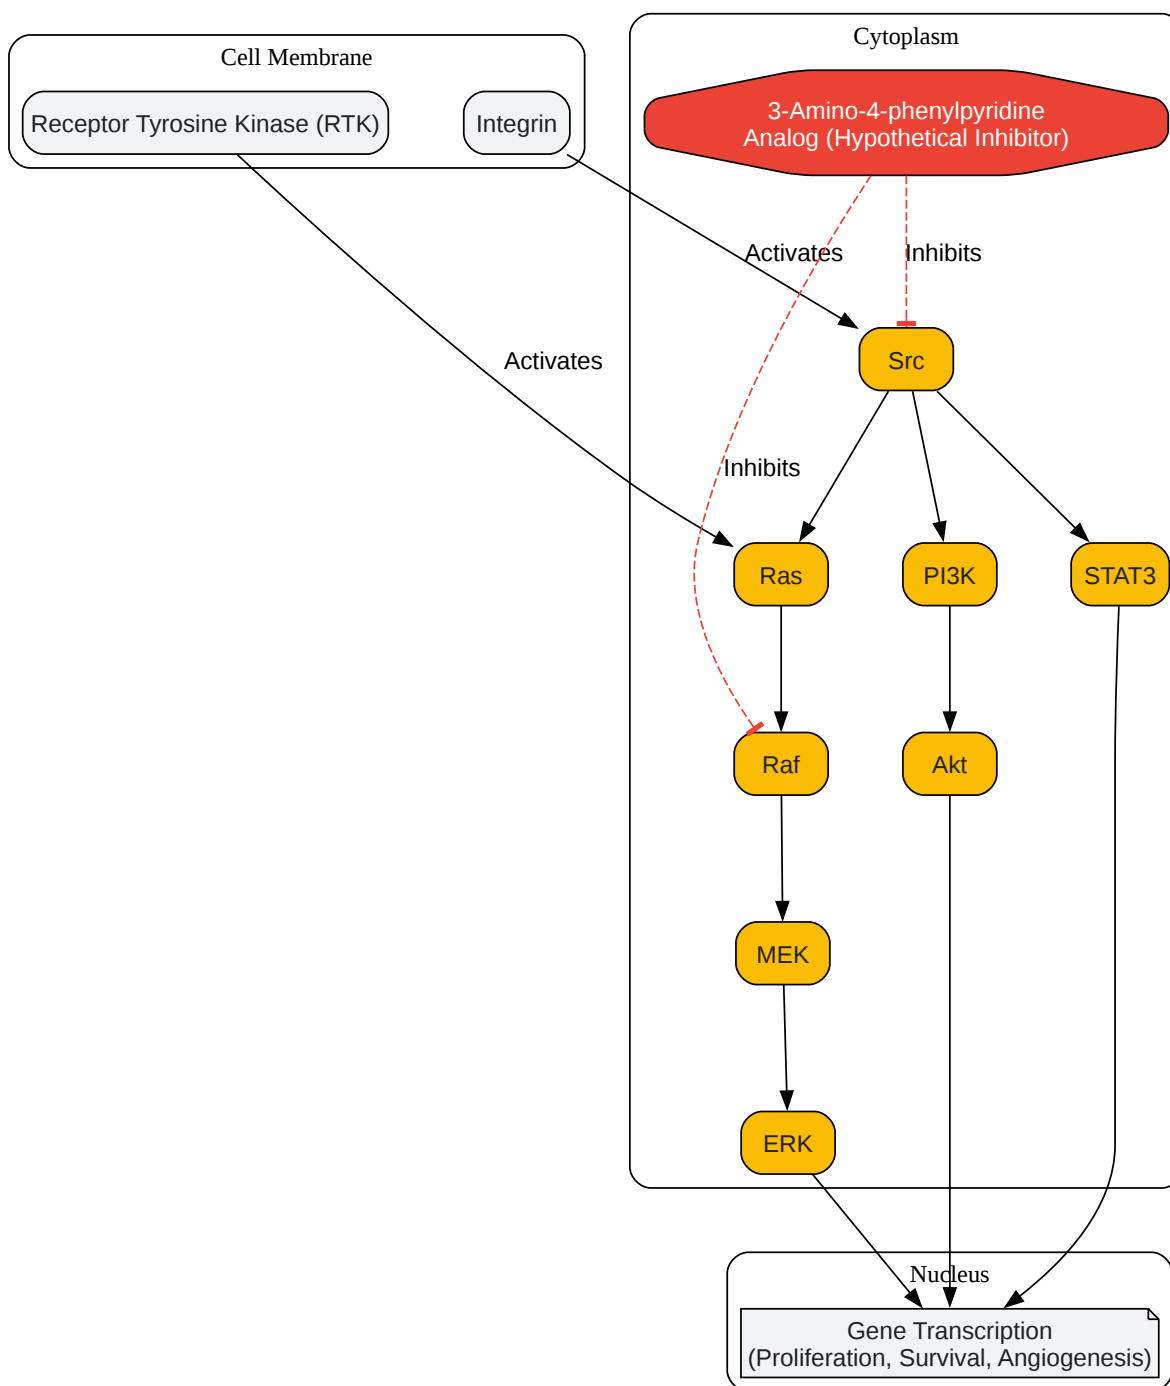 Cell Membrane
Cytoplasm
Receptor Tyrosine Kinase (RTK)
Integrin
3-Amino-4-phenylpyridine
Analog (Hypothetical Inhibitor)
Activates
Inhibits
Src
Activates
Inhibits
Ras
PI3K
STAT3
Raf
Akt
MEK
ERK
Nucleus
Gene Transcription
(Proliferation, Survival, Angiogenesis)